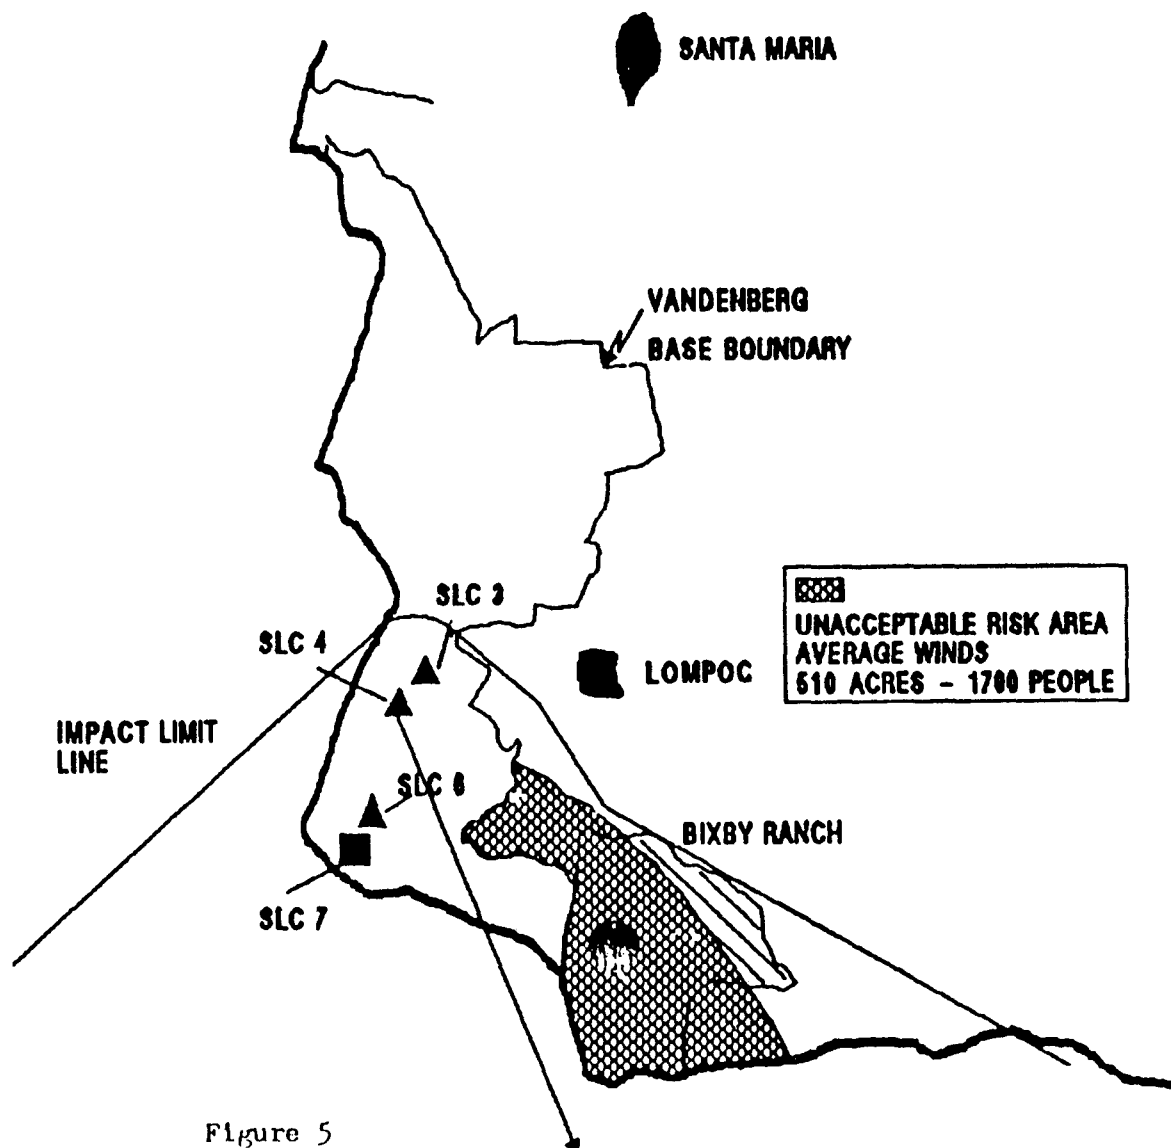 SANTA MARIA
VANDENBERG
BASE BOUNDARY
SLC 3
SLC 4
LOMPOC
UNACCEPTABLE RISK AREA
AVERAGE WINDS
510 ACRES - 1700 PEOPLE
IMPACT LIMIT
LINE
SLC 6
BIXBY RANCH
SLC 7
Figure 5